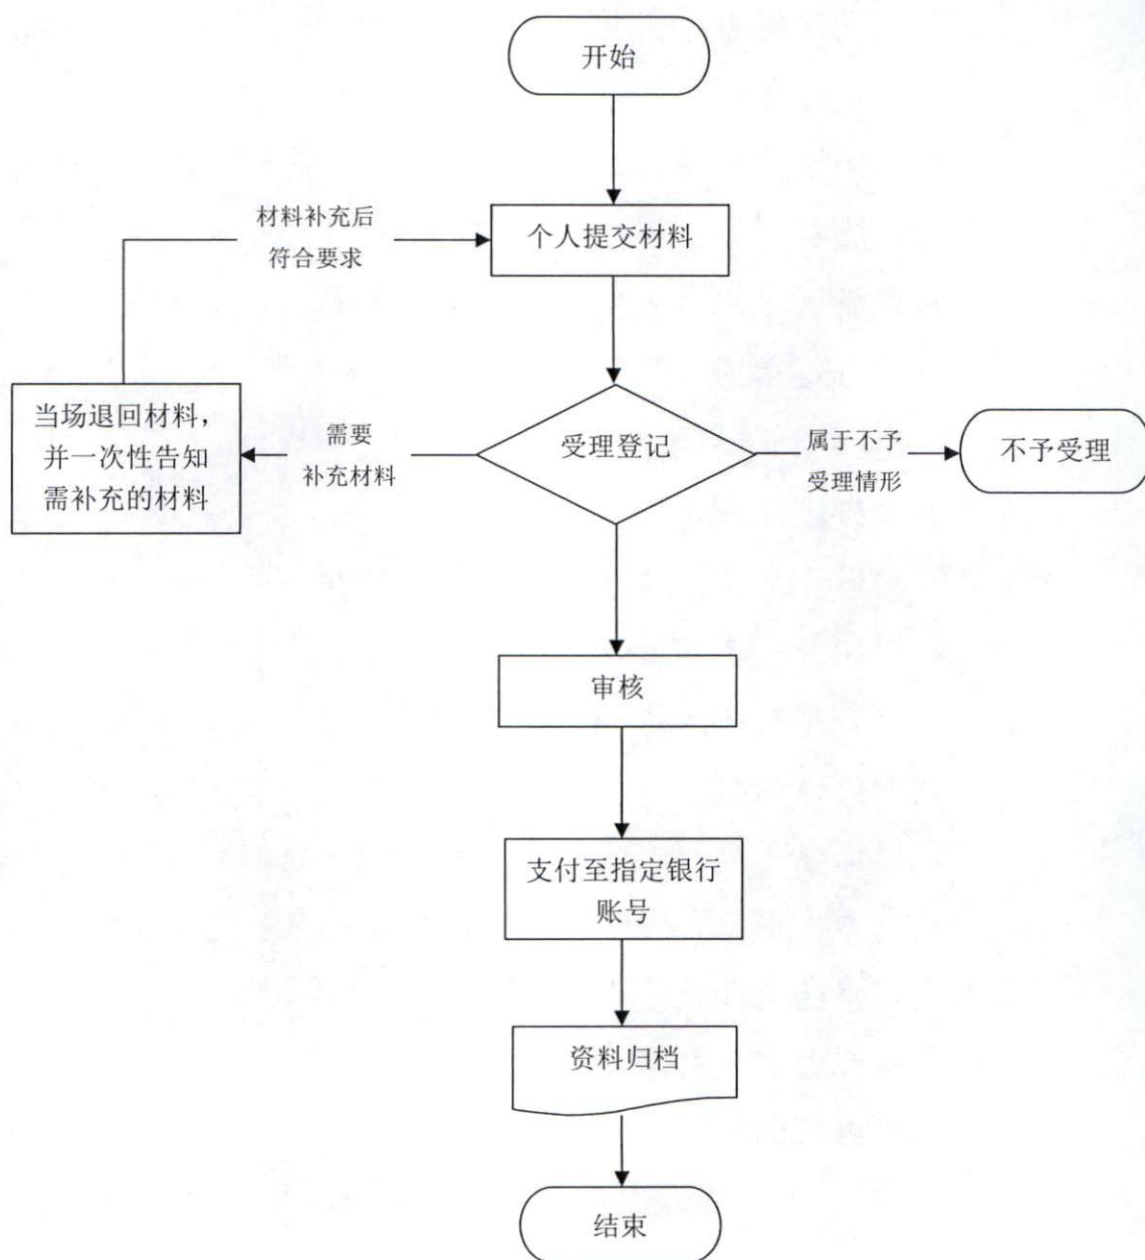 开始
材料补充后
符合要求
个人提交材料
当场退回材料，
并一次性告知
需补充的材料
需要
补充材料
受理登记
属于不予
受理情形
不予受理
审核
支付至指定银行
账号
资料归档
结束